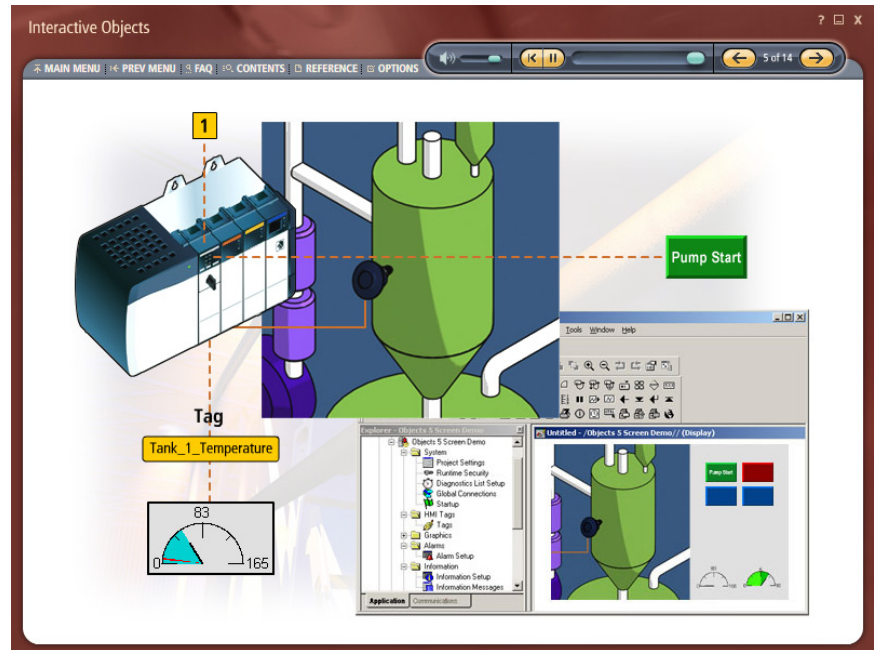 Interactive Objects
? X
MAIN MENU PREV MENU FAQ CONTENTS REFERENCE OPTIONS
5 of 14
1
Pump Start
Tag
Tank_1_Temperature
83
0 165
Tools Window Help
Explorer - Objects 5 Screen Demo
Objects 5 Screen Demo
System
Project Settings
Runtime Security
Diagnostics List Setup
Global Connections
Startup
HMI Tags
Tags
Graphics
Alarms
Alarm Setup
Information
Information Setup
Information Messages
Application Communications
Untitled - /Objects 5 Screen Demo// (Display)
Pump Start